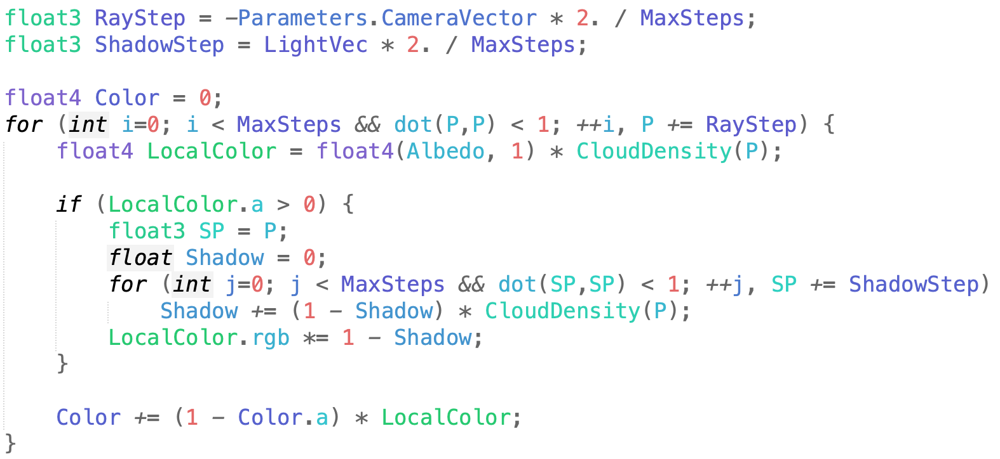 float3 RayStep = -Parameters.CameraVector * 2. / MaxSteps;
float3 ShadowStep = LightVec * 2. / MaxSteps;

float4 Color = 0;
for (int i=0; i < MaxSteps && dot(P,P) < 1; ++i, P += RayStep) {
    float4 LocalColor = float4(Albedo, 1) * CloudDensity(P);

    if (LocalColor.a > 0) {
        float3 SP = P;
        float Shadow = 0;
        for (int j=0; j < MaxSteps && dot(SP,SP) < 1; ++j, SP += ShadowStep)
            Shadow += (1 - Shadow) * CloudDensity(P);
        LocalColor.rgb *= 1 - Shadow;
    }

    Color += (1 - Color.a) * LocalColor;
}